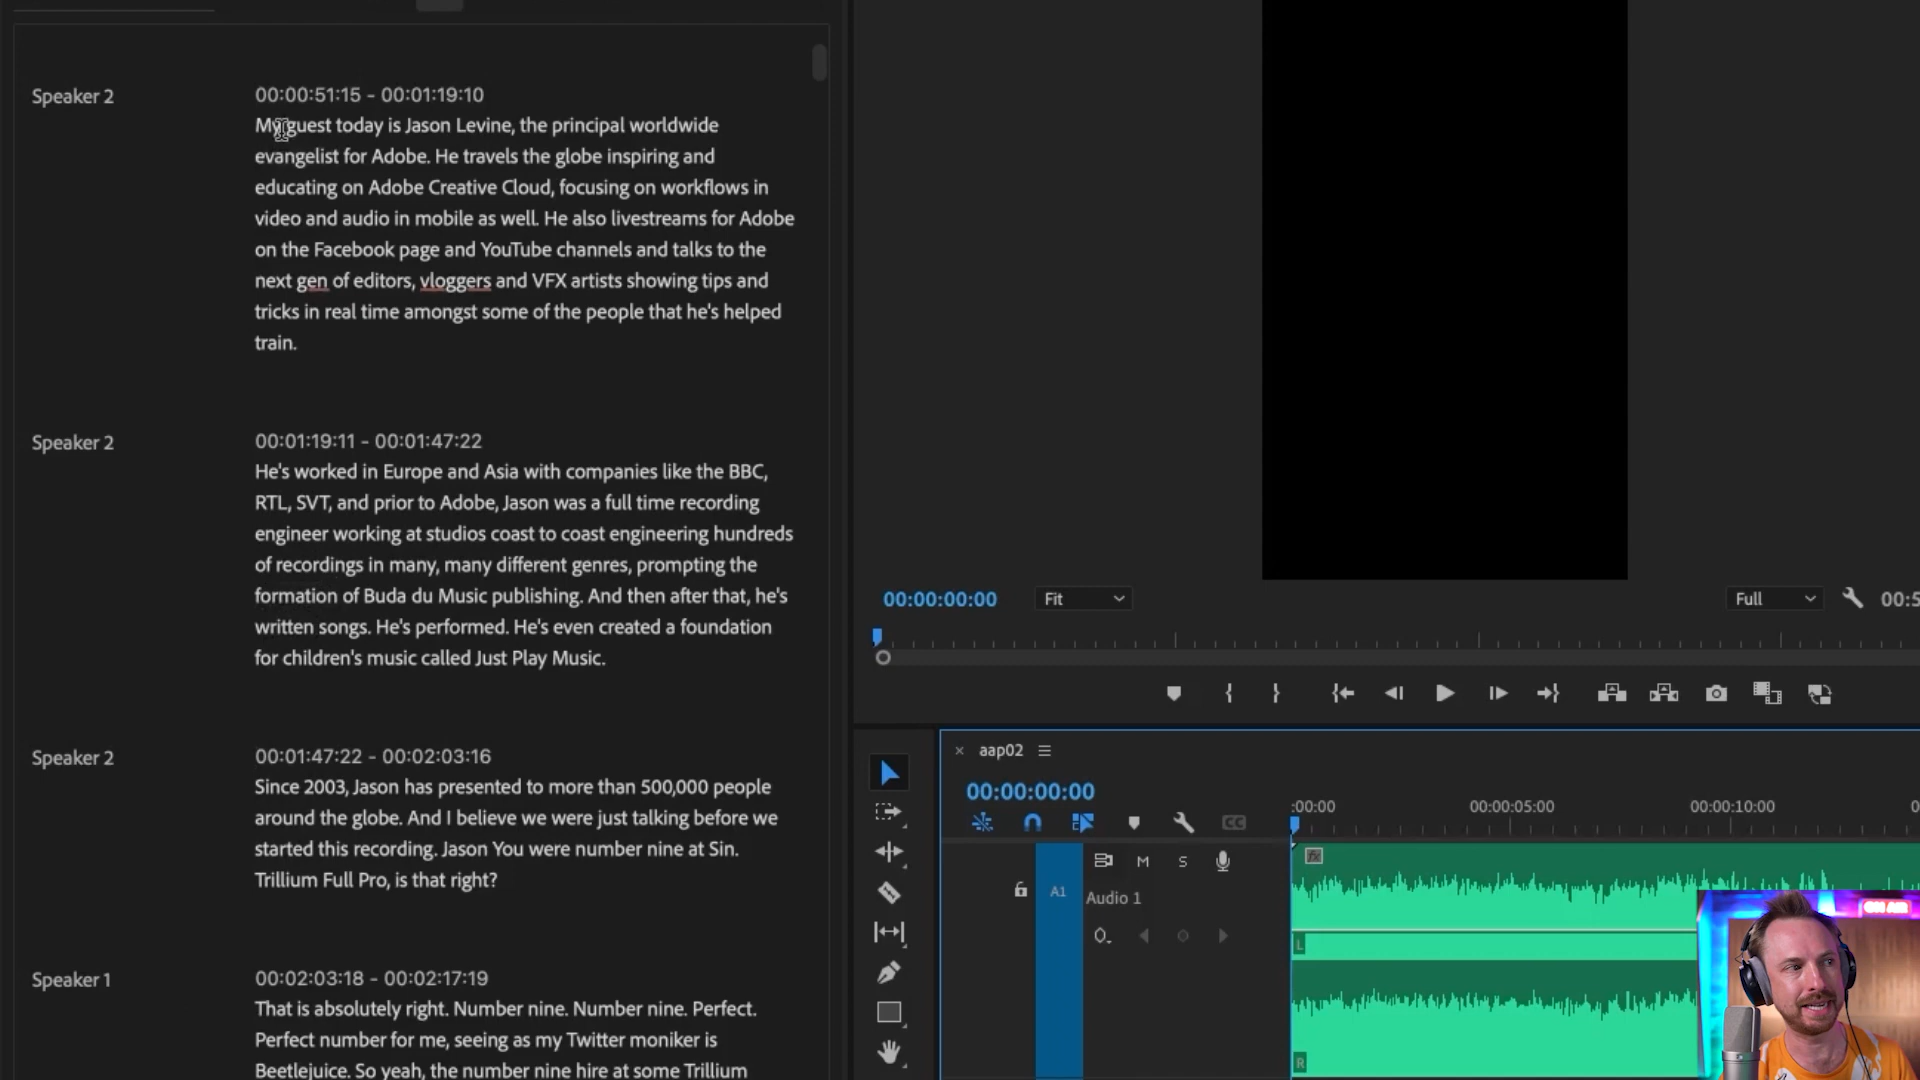 Speaker 2
00:00:51:15 - 00:01:19:10
My guest today is Jason Levine, the principal worldwide
evangelist for Adobe. He travels the globe inspiring and
educating on Adobe Creative Cloud, focusing on workflows in
video and audio in mobile as well. He also livestreams for Adobe
on the Facebook page and YouTube channels and talks to the
next gen of editors, vloggers and VFX artists showing tips and
tricks in real time amongst some of the people that he's helped
train.
Speaker 2
00:01:19:11 - 00:01:47:22
He's worked in Europe and Asia with companies like the BBC,
RTL, SVT, and prior to Adobe, Jason was a full time recording
engineer working at studios coast to coast engineering hundreds
of recordings in many, many different genres, prompting the
formation of Buda du Music publishing. And then after that, he's
written songs. He's performed. He's even created a foundation
for children's music called Just Play Music.
Speaker 2
00:01:47:22 - 00:02:03:16
Since 2003, Jason has presented to more than 500,000 people
around the globe. And I believe we were just talking before we
started this recording. Jason You were number nine at Sin.
Trillium Full Pro, is that right?
Speaker 1
00:02:03:18 - 00:02:17:19
That is absolutely right. Number nine. Number nine. Perfect.
Perfect number for me, seeing as my Twitter moniker is
Beetlejuice. So yeah, the number nine hire at some Trillium
00:00:00:00
Fit
Full
00:5
aap02
00:00:00:00
:00:00
00:00:05:00
00:00:10:00
M
S
A1
Audio 1
fx
L
R
ON AIR